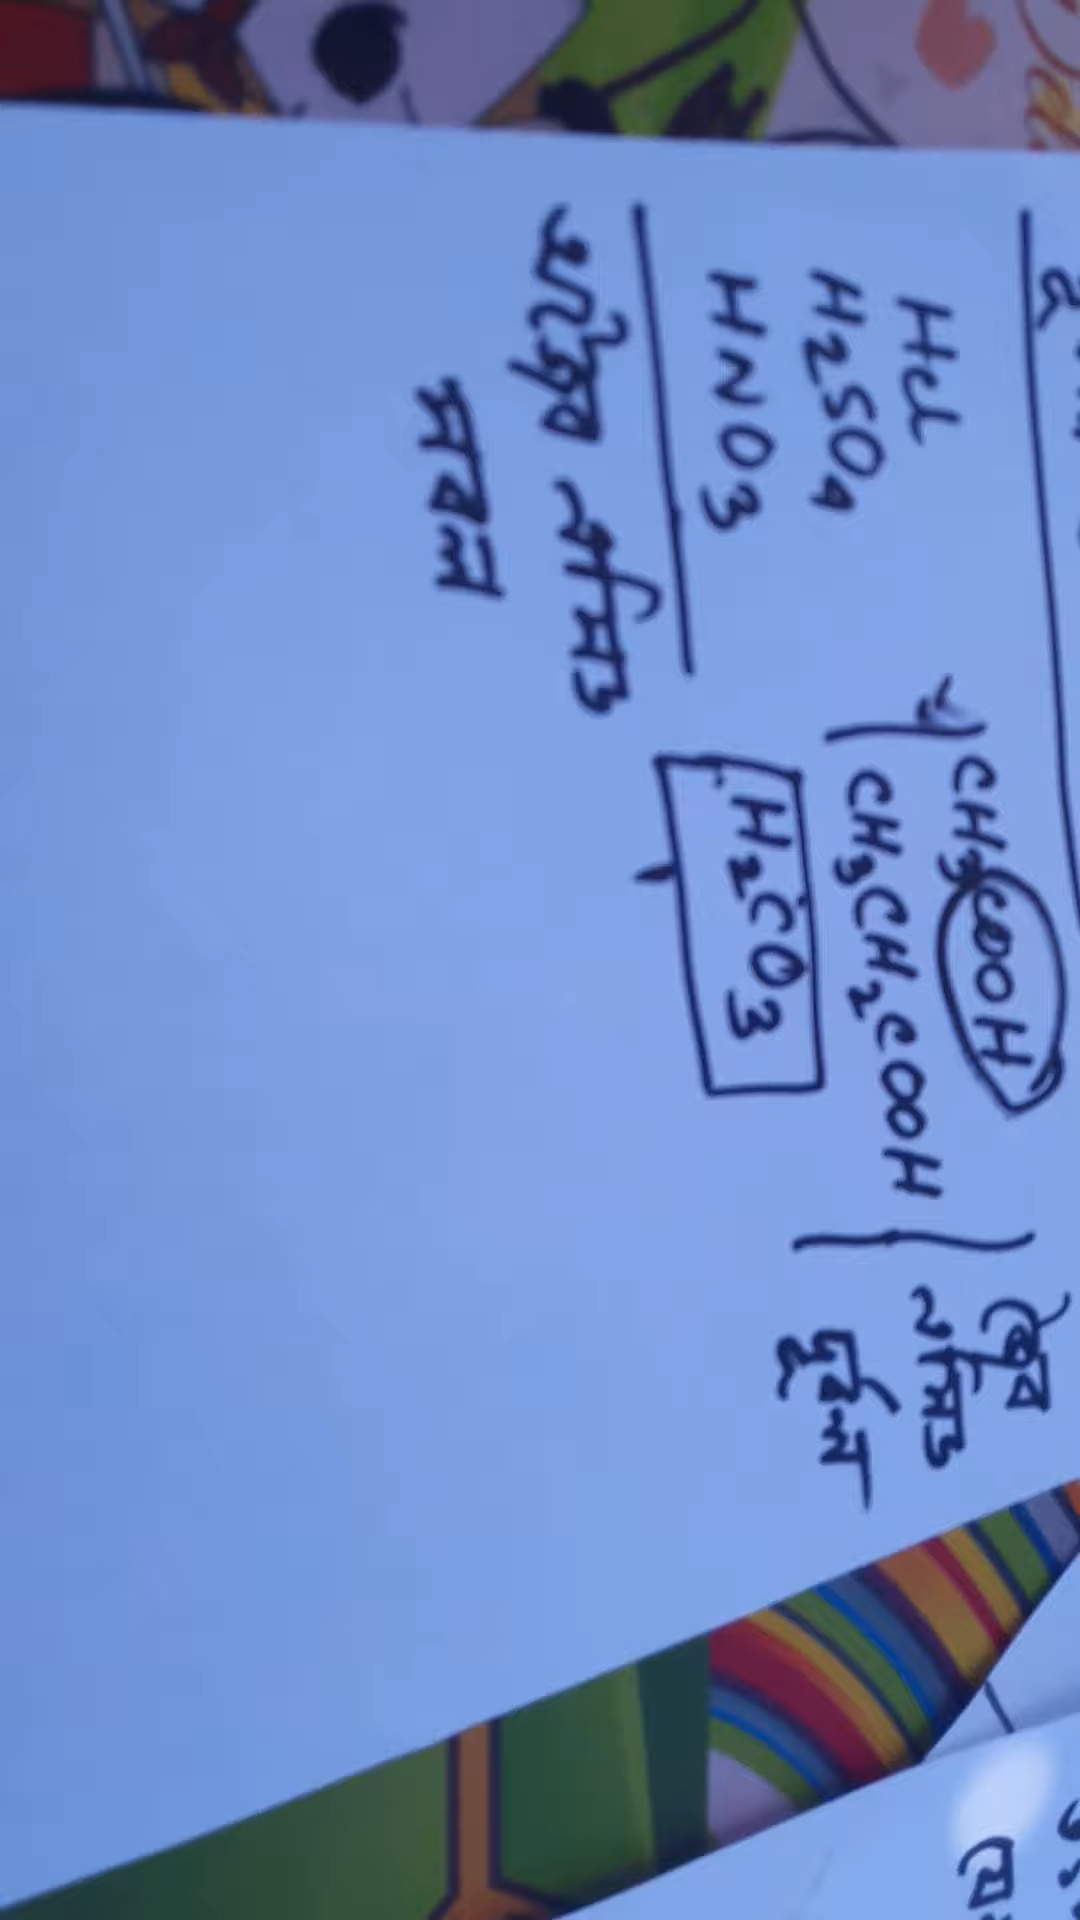 HCl
H2SO4
HNO3
খনিজ এসিড
সবল
CH3COOH
CH3CH2COOH
H2CO3
জৈব
এসিড
দুর্বল